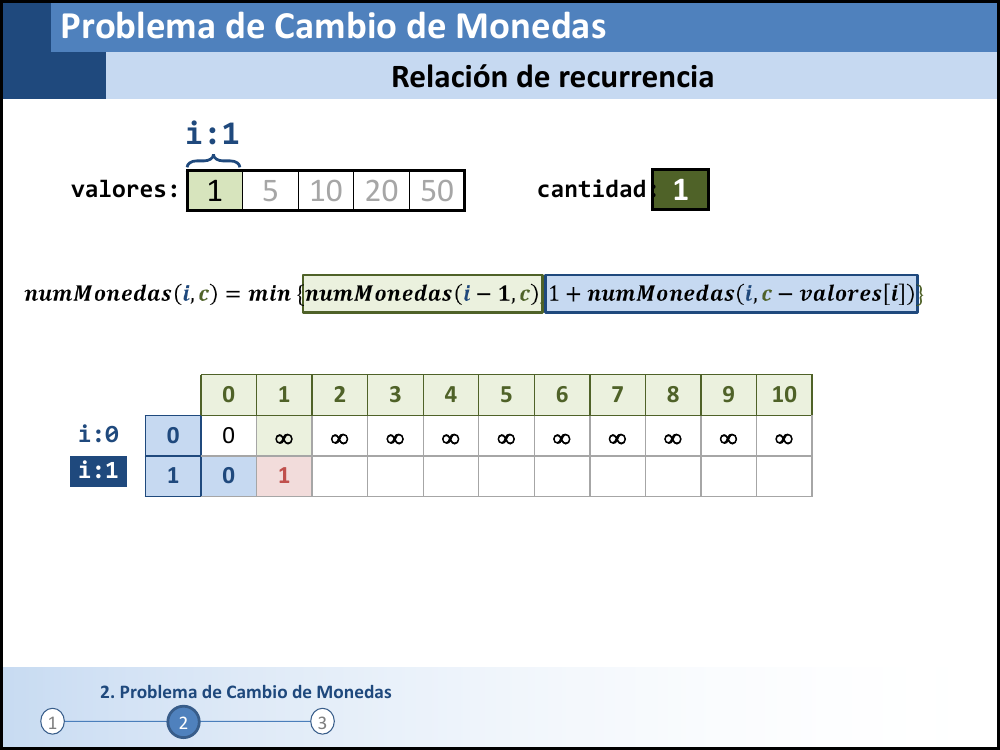 Problema de Cambio de Monedas
Relación de recurrencia
i:1
valores: 1 5 10 20 50 cantidad: 1
numMonedas(i,c) = min {numMonedas(i − 1,c), 1 + numMonedas(i,c − valores[i])}
0 1 2 3 4 5 6 7 8 9 10
i:0 0 0 ∞ ∞ ∞ ∞ ∞ ∞ ∞ ∞ ∞ ∞
i:1 1 0 1
2. Problema de Cambio de Monedas
1 2 3